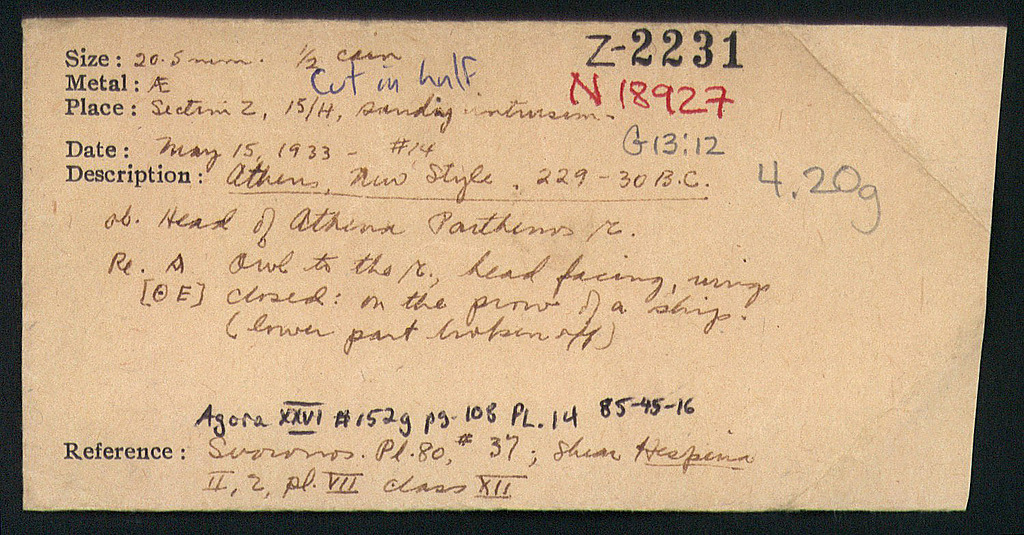 Size: 20.5 mm. ½ coin
Z-2231
Metal: Æ
Cut in half.
N 18927
Place: Section Z, 15/H, sandy intrusion.
G13:12
Date: May 15, 1933 - #14
Description: Athens, New Style, 229-30 B.C.
4.20g
ob. Head of Athena Parthenos r.
Re. A Owl to the r., head facing, wings
[ΘE] closed: on the prow of a ship.
(lower part broken off)
Agora XXVI #152g pg-108 PL. 14 85-45-16
Reference: Svoronos. Pl. 80, # 37; Shear Hesperia
II, 2, pl. VII class XII